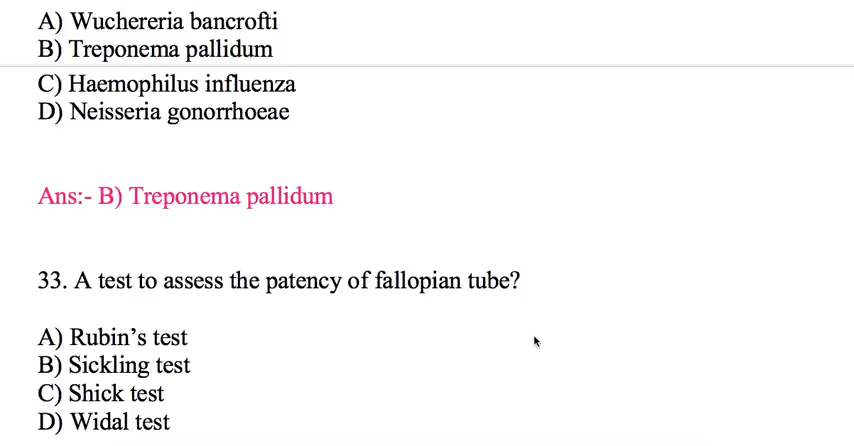 A) Wuchereria bancrofti
B) Treponema pallidum
C) Haemophilus influenza
D) Neisseria gonorrhoeae
Ans:- B) Treponema pallidum
33. A test to assess the patency of fallopian tube?
A) Rubin’s test
B) Sickling test
C) Shick test
D) Widal test